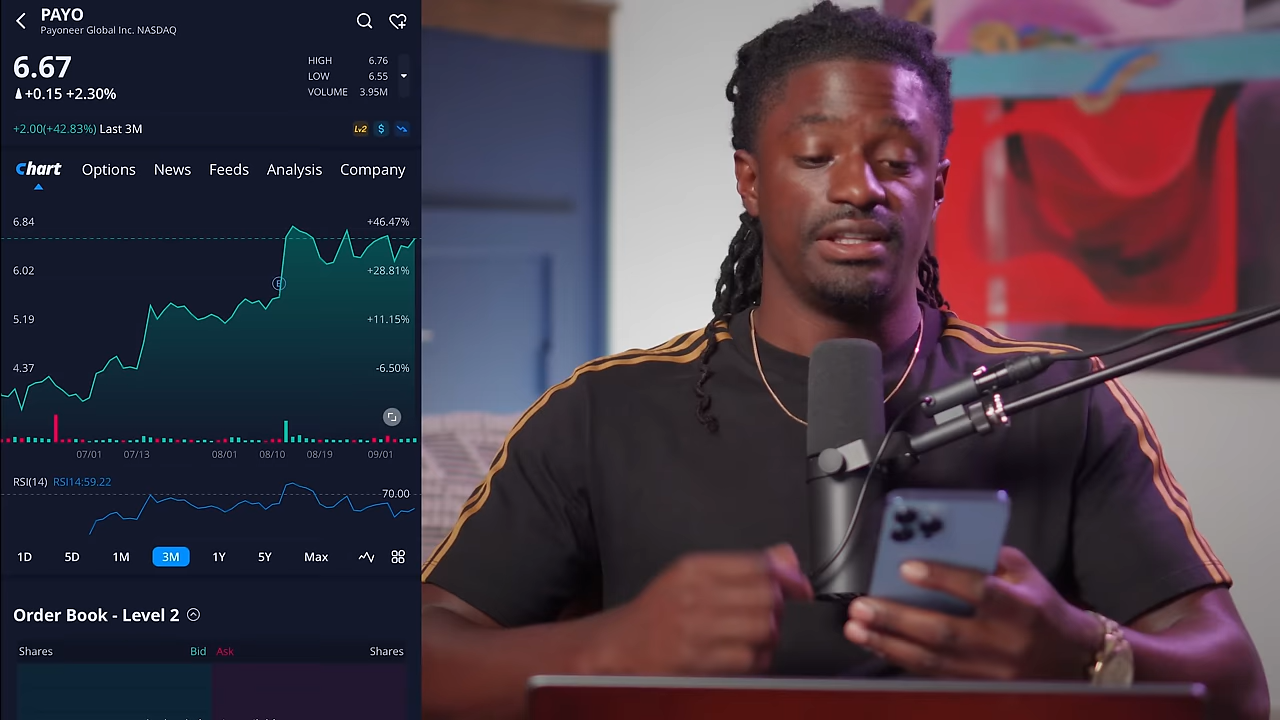 PAYO
Payoneer Global Inc. NASDAQ
6.67
+0.15 +2.30%
HIGH 6.76
LOW 6.55
VOLUME 3.95M
+2.00(+42.83%) Last 3M
Lv2 $
Chart Options News Feeds Analysis Company
6.84 +46.47%
6.02 +28.81%
E
5.19 +11.15%
4.37 -6.50%
07/01 07/13 08/01 08/10 08/19 09/01
RSI(14) RSI14:59.22
70.00
1D 5D 1M 3M 1Y 5Y Max
Order Book - Level 2
Shares Bid Ask Shares